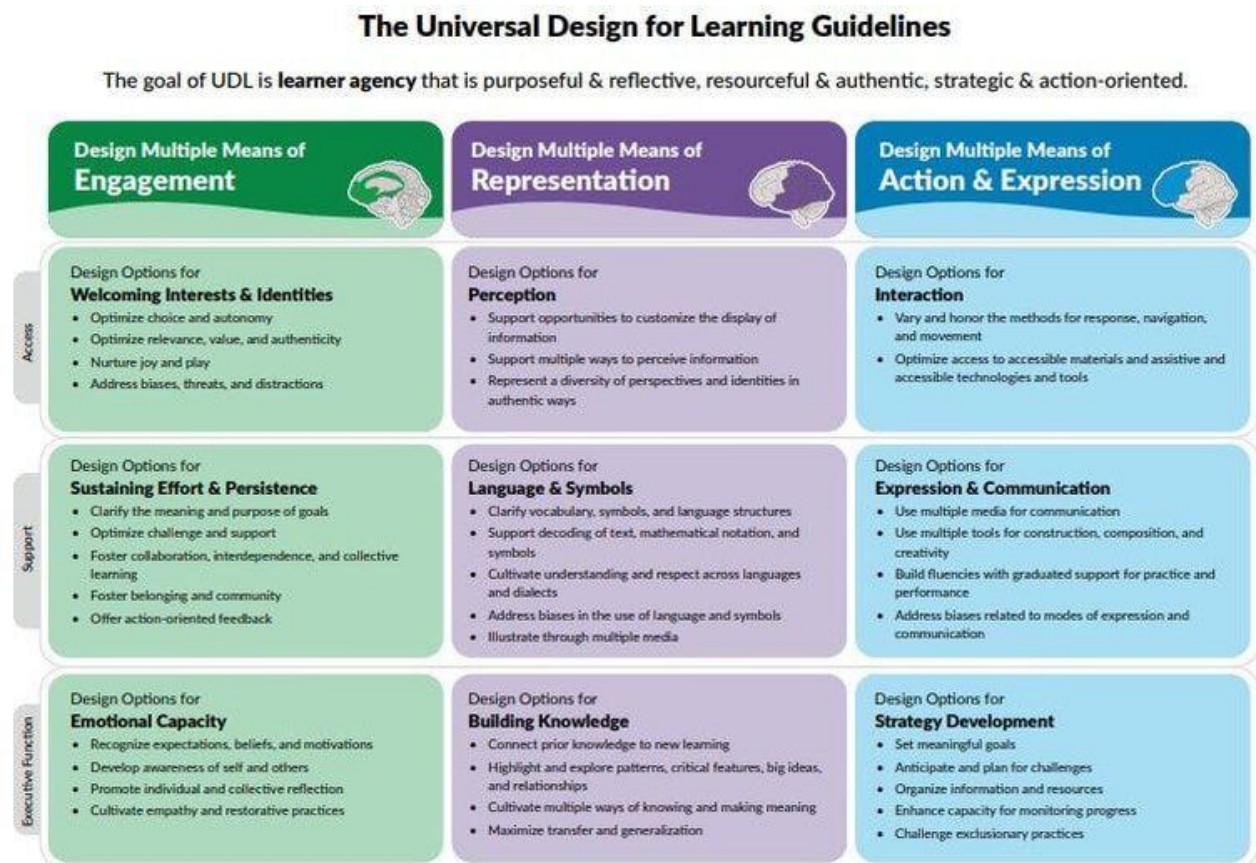 The Universal Design for Learning Guidelines
The goal of UDL is learner agency that is purposeful & reflective, resourceful & authentic, strategic & action-oriented.
Design Multiple Means of
Engagement
Design Multiple Means of
Representation
Design Multiple Means of
Action & Expression
Access
Design Options for
Welcoming Interests & Identities
• Optimize choice and autonomy
• Optimize relevance, value, and authenticity
• Nurture joy and play
• Address biases, threats, and distractions
Design Options for
Perception
• Support opportunities to customize the display of
information
• Support multiple ways to perceive information
• Represent a diversity of perspectives and identities in
authentic ways
Design Options for
Interaction
• Vary and honor the methods for response, navigation,
and movement
• Optimize access to accessible materials and assistive and
accessible technologies and tools
Support
Design Options for
Sustaining Effort & Persistence
• Clarify the meaning and purpose of goals
• Optimize challenge and support
• Foster collaboration, interdependence, and collective
learning
• Foster belonging and community
• Offer action-oriented feedback
Design Options for
Language & Symbols
• Clarify vocabulary, symbols, and language structures
• Support decoding of text, mathematical notation, and
symbols
• Cultivate understanding and respect across languages
and dialects
• Address biases in the use of language and symbols
• Illustrate through multiple media
Design Options for
Expression & Communication
• Use multiple media for communication
• Use multiple tools for construction, composition, and
creativity
• Build fluencies with graduated support for practice and
performance
• Address biases related to modes of expression and
communication
Executive Function
Design Options for
Emotional Capacity
• Recognize expectations, beliefs, and motivations
• Develop awareness of self and others
• Promote individual and collective reflection
• Cultivate empathy and restorative practices
Design Options for
Building Knowledge
• Connect prior knowledge to new learning
• Highlight and explore patterns, critical features, big ideas,
and relationships
• Cultivate multiple ways of knowing and making meaning
• Maximize transfer and generalization
Design Options for
Strategy Development
• Set meaningful goals
• Anticipate and plan for challenges
• Organize information and resources
• Enhance capacity for monitoring progress
• Challenge exclusionary practices